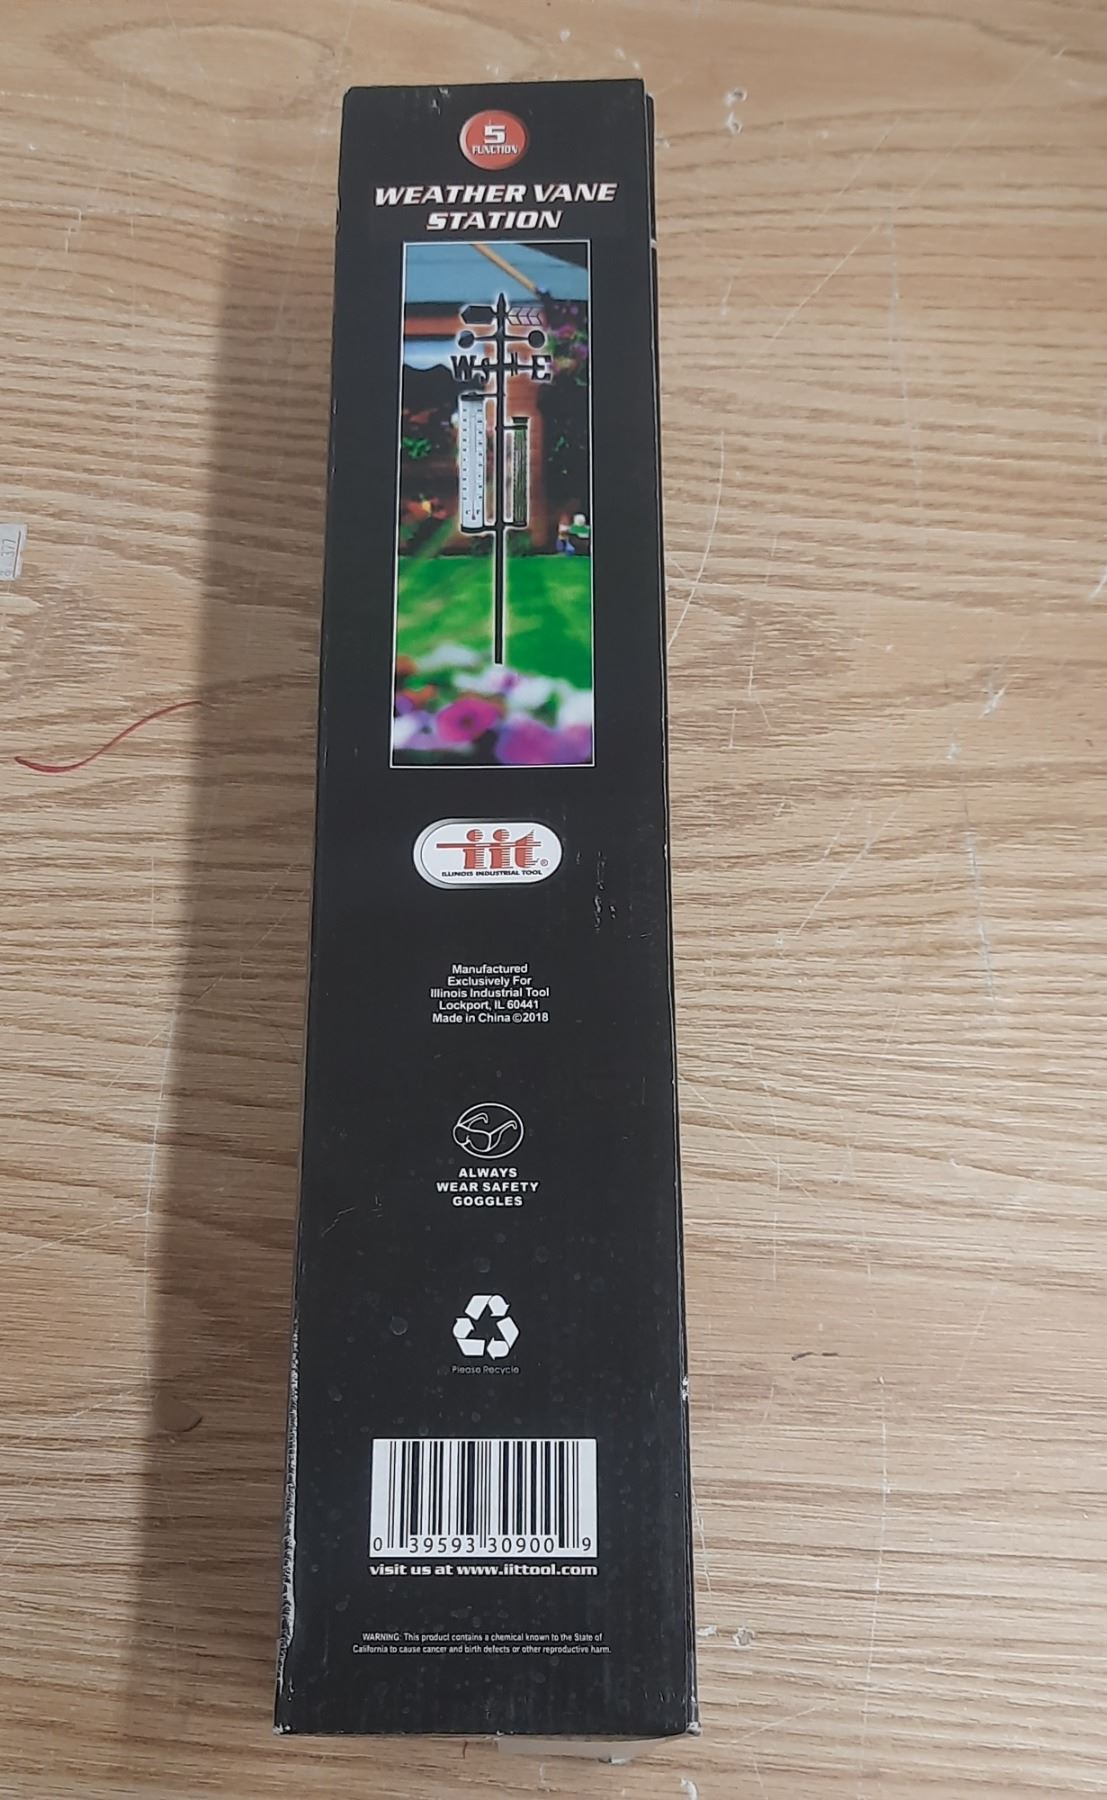 5
FUNCTION
WEATHER VANE
STATION
W E
C F
iit®
ILLINOIS INDUSTRIAL TOOL
Manufactured
Exclusively For
Illinois Industrial Tool
Lockport, IL 60441
Made in China ©2018
ALWAYS
WEAR SAFETY
GOGGLES
Please Recycle
0 39593 30900 9
visit us at www.iittool.com
WARNING: This product contains a chemical known to the State of
California to cause cancer and birth defects or other reproductive harm.
377